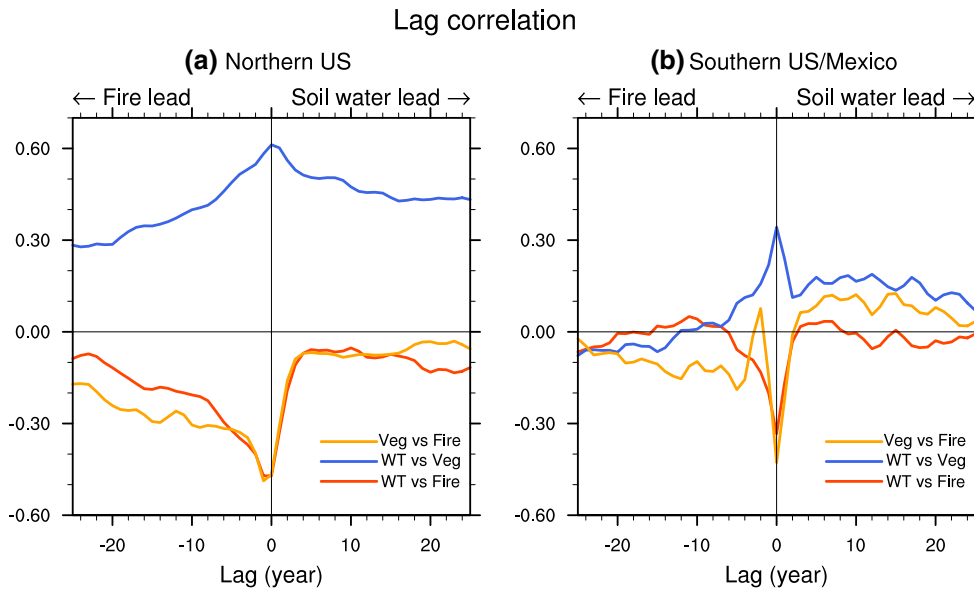 Lag correlation
(a) Northern US
← Fire lead Soil water lead →
0.60
0.30
0.00
-0.30
-0.60
-20 -10 0 10 20
Lag (year)
Veg vs Fire
WT vs Veg
WT vs Fire
(b) Southern US/Mexico
← Fire lead Soil water lead →
0.60
0.30
0.00
-0.30
-0.60
-20 -10 0 10 20
Lag (year)
Veg vs Fire
WT vs Veg
WT vs Fire